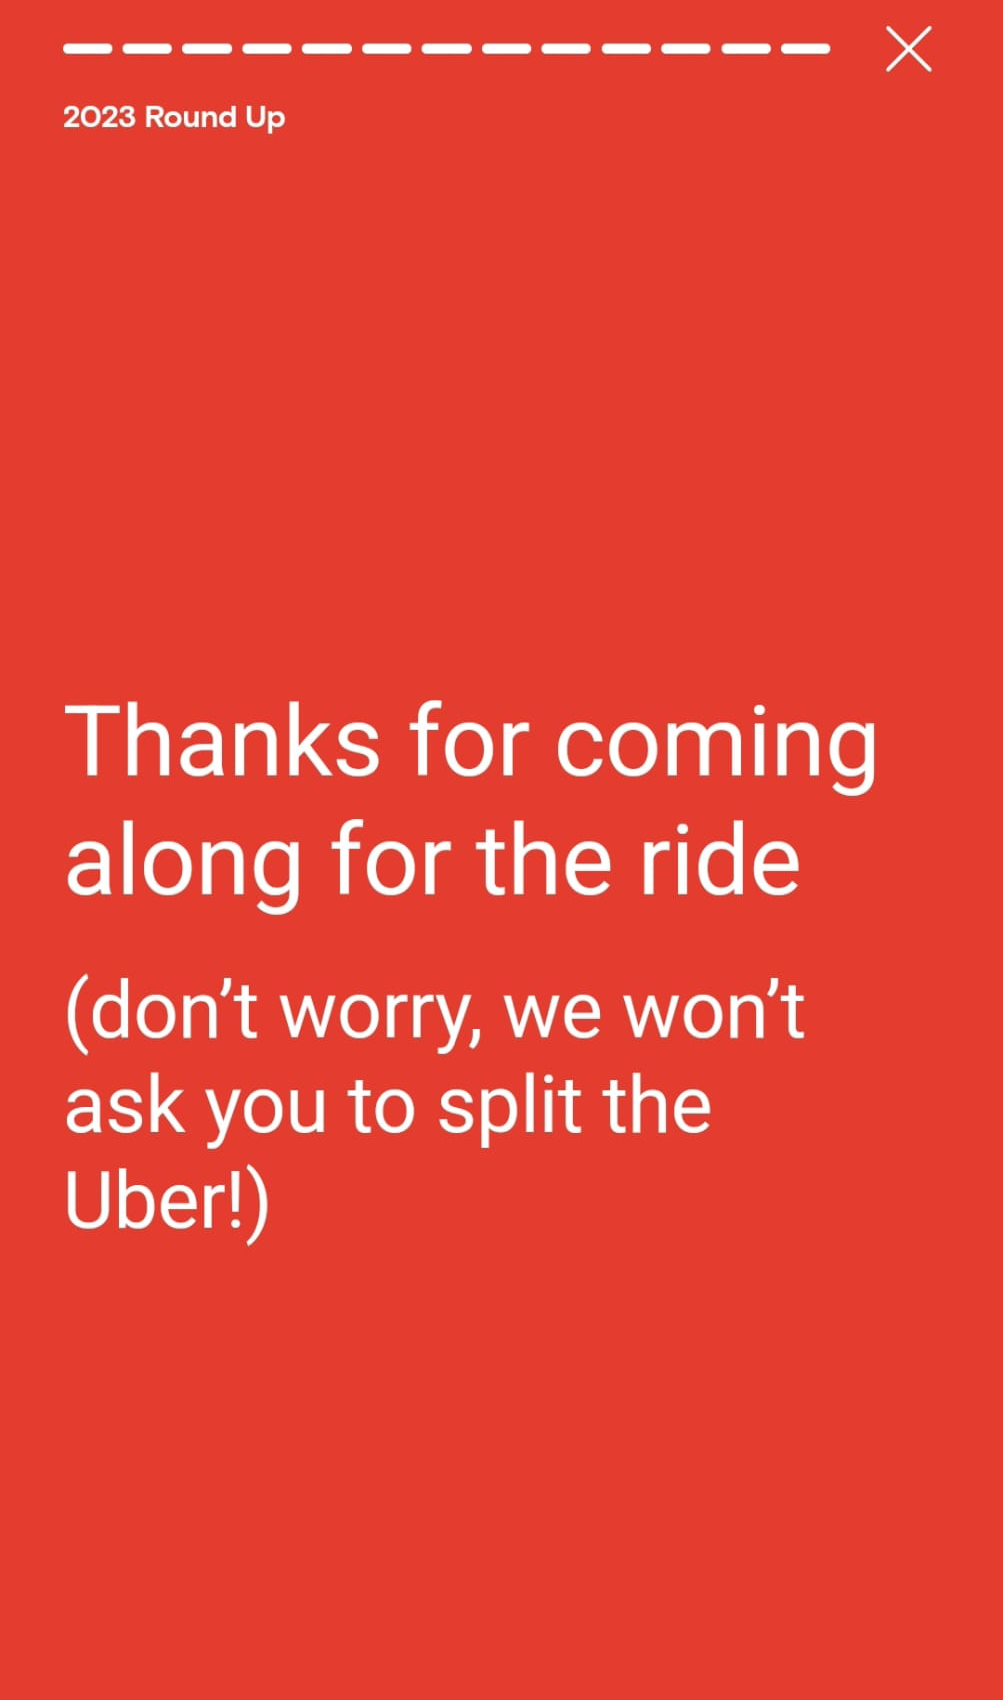 2023 Round Up
Thanks for coming
along for the ride
(don’t worry, we won’t
ask you to split the
Uber!)